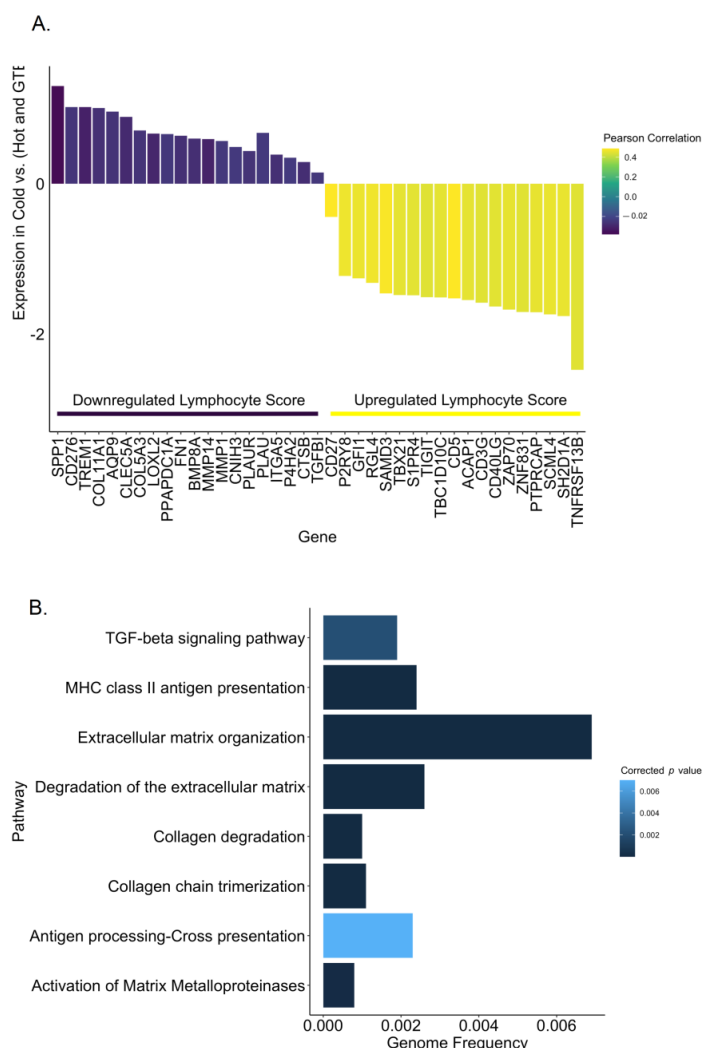 A.
Expression in Cold vs. (Hot and GTE
0
-2
Pearson Correlation
0.4
0.2
0.0
−0.02
Downregulated Lymphocyte Score
Upregulated Lymphocyte Score
SPP1
CD276
TREM1
COL11A1
AQP9
CLEC5A
COL5A3
LOXL2
PPAPDC1A
FN1
BMP8A
MMP14
MMP1
CNIH3
PLAUR
PLAU
ITGA5
P4HA2
CTSB
TGFBI
CD27
P2RY8
GFI1
RGL4
SAMD3
TBX21
S1PR4
TIGIT
TBC1D10C
CD5
ACAP1
CD3G
CD40LG
ZAP70
ZNF831
PTPRCAP
SCML4
SH2D1A
TNFRSF13B
Gene
B.
Pathway
TGF-beta signaling pathway
MHC class II antigen presentation
Extracellular matrix organization
Degradation of the extracellular matrix
Collagen degradation
Collagen chain trimerization
Antigen processing-Cross presentation
Activation of Matrix Metalloproteinases
0.000 0.002 0.004 0.006
Genome Frequency
Corrected p value
0.006
0.004
0.002